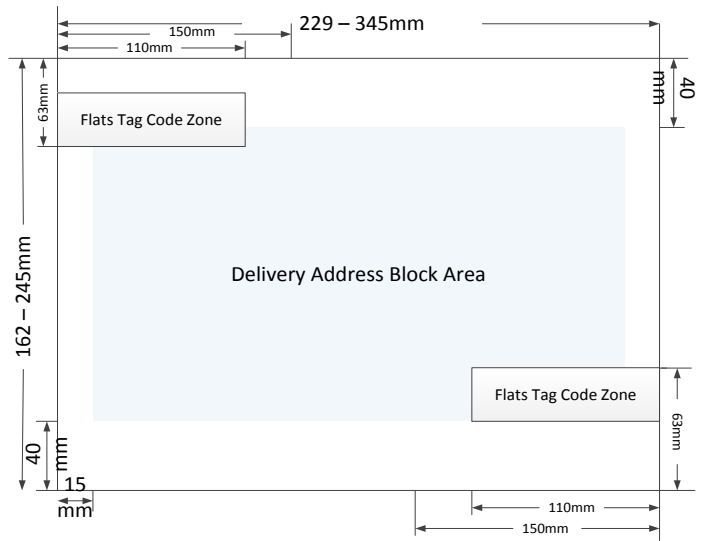 229 – 345mm
150mm
110mm
40
mm
63mm
Flats Tag Code Zone
162 – 245mm
Delivery Address Block Area
Flats Tag Code Zone
63mm
40
mm
15
mm
110mm
150mm